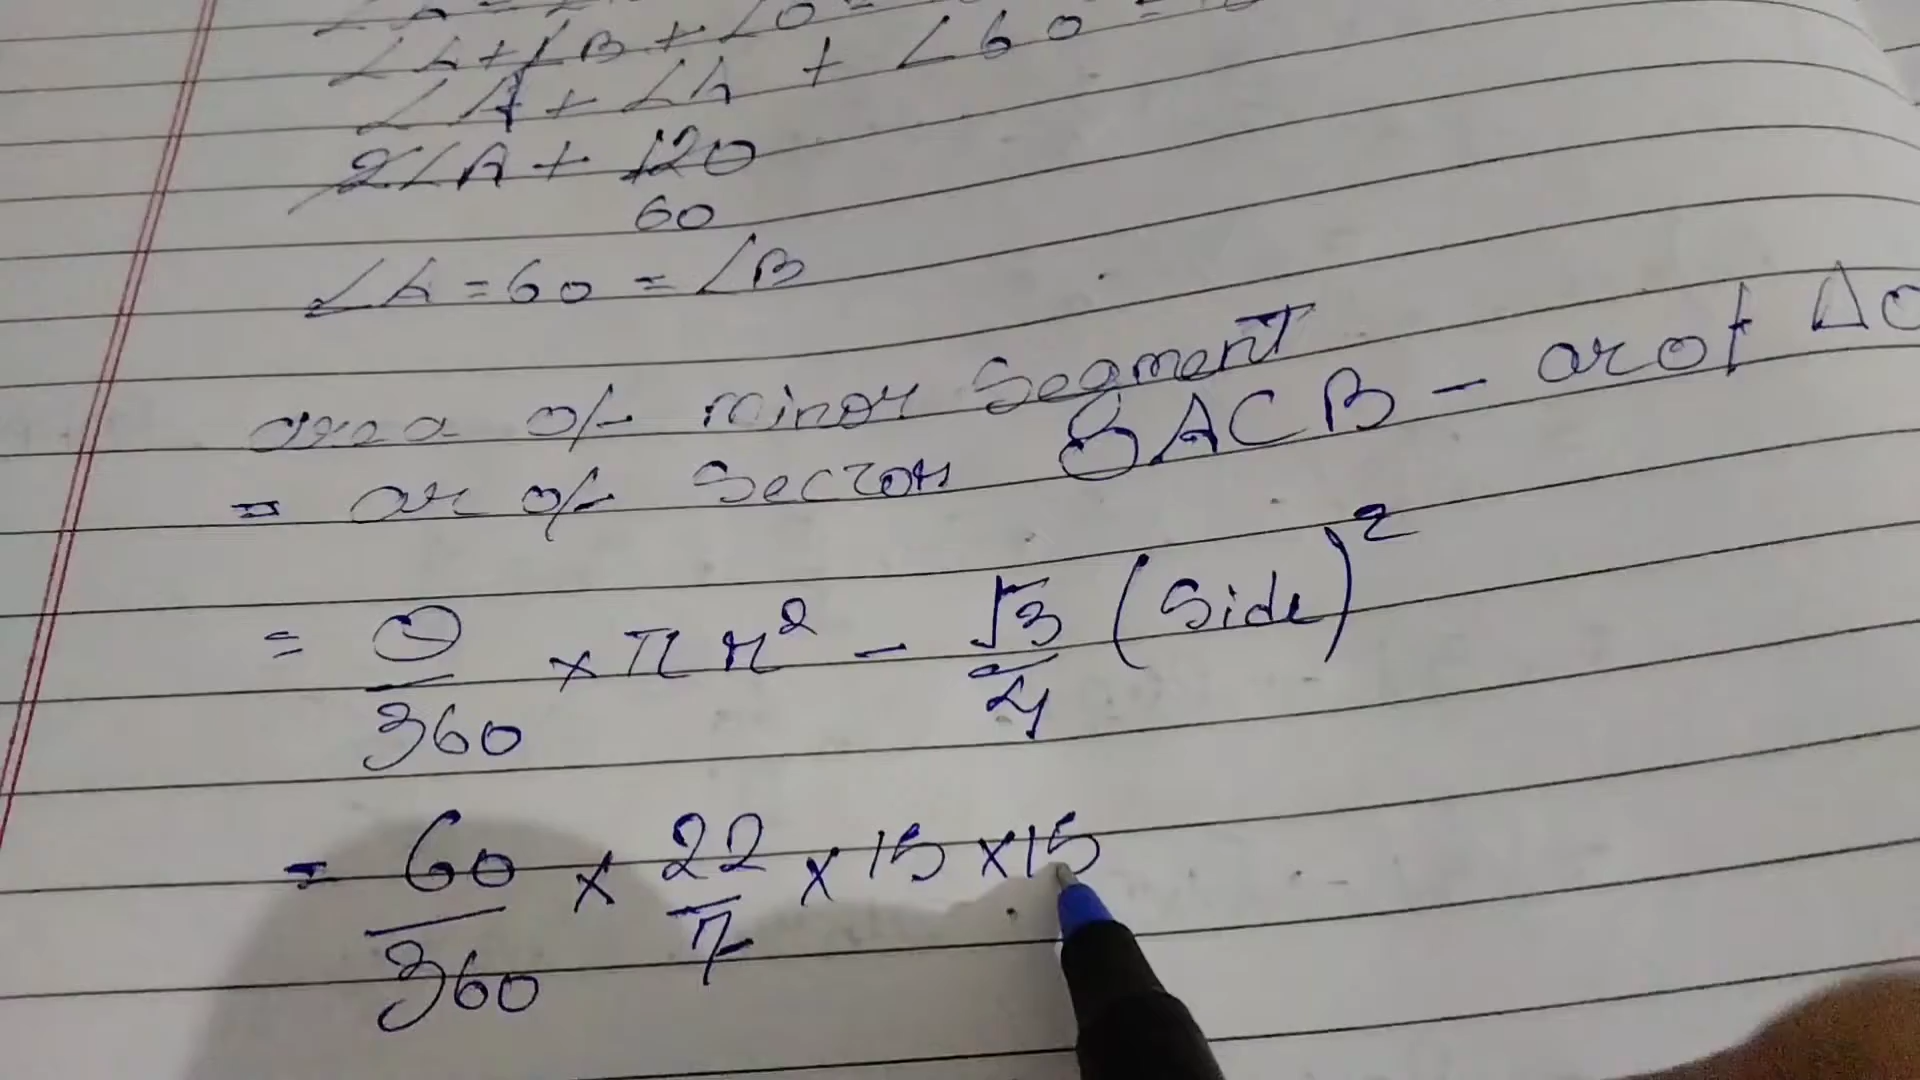 ∠A + ∠B + ∠O
∠A + ∠A + ∠60
2∠A + 120
60
∠A = 60 = ∠B
area of minor Segment
= ar of Sector OACB - ar of Δ
= θ/360 × πr² - √3/4 (Side)²
= 60/360 × 22/7 × 15 × 15